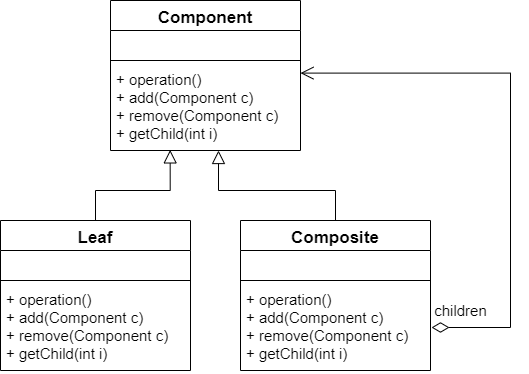 Component
+ operation()
+ add(Component c)
+ remove(Component c)
+ getChild(int i)
Leaf
+ operation()
+ add(Component c)
+ remove(Component c)
+ getChild(int i)
Composite
+ operation()
+ add(Component c)
+ remove(Component c)
+ getChild(int i)
children